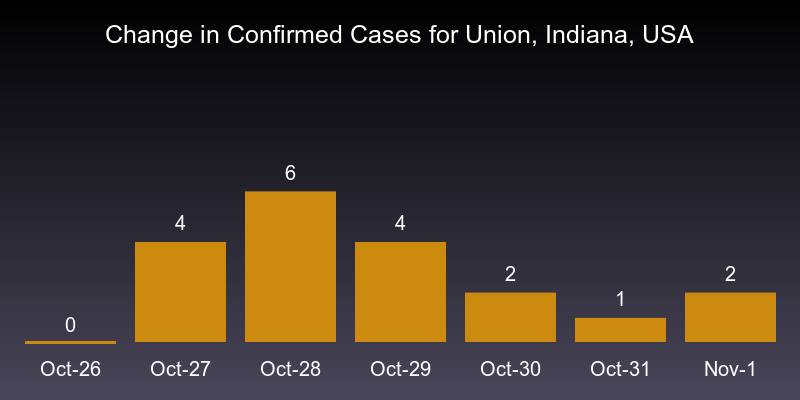 Change in Confirmed Cases for Union, Indiana, USA
0 4 6 4 2 1 2
Oct-26 Oct-27 Oct-28 Oct-29 Oct-30 Oct-31 Nov-1